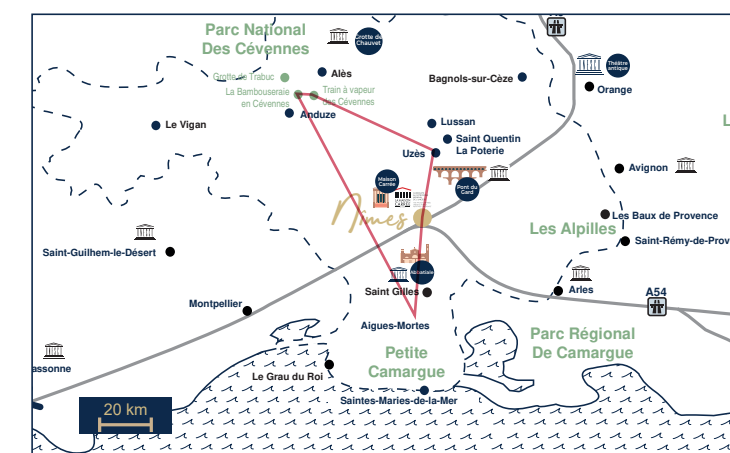 Parc National
Des Cévennes
Grotte de
Chauvet
Théâtre
antique
Grotte de Trabuc
Alès
Bagnols-sur-Cèze
Orange
La Bambouseraie
en Cévennes
Train à vapeur
des Cévennes
Anduze
Le Vigan
Lussan
Saint Quentin
La Poterie
Uzès
Avignon
Maison
Carrée
Pont du
Gard
Nîmes
Les Baux de Provence
Les Alpilles
Saint-Rémy-de-Prov
Saint-Guilhem-le-Désert
Abbatiale
Saint Gilles
Arles
A54
Montpellier
Aigues-Mortes
Parc Régional
De Camargue
assonne
Petite
Camargue
Le Grau du Roi
Saintes-Maries-de-la-Mer
20 km